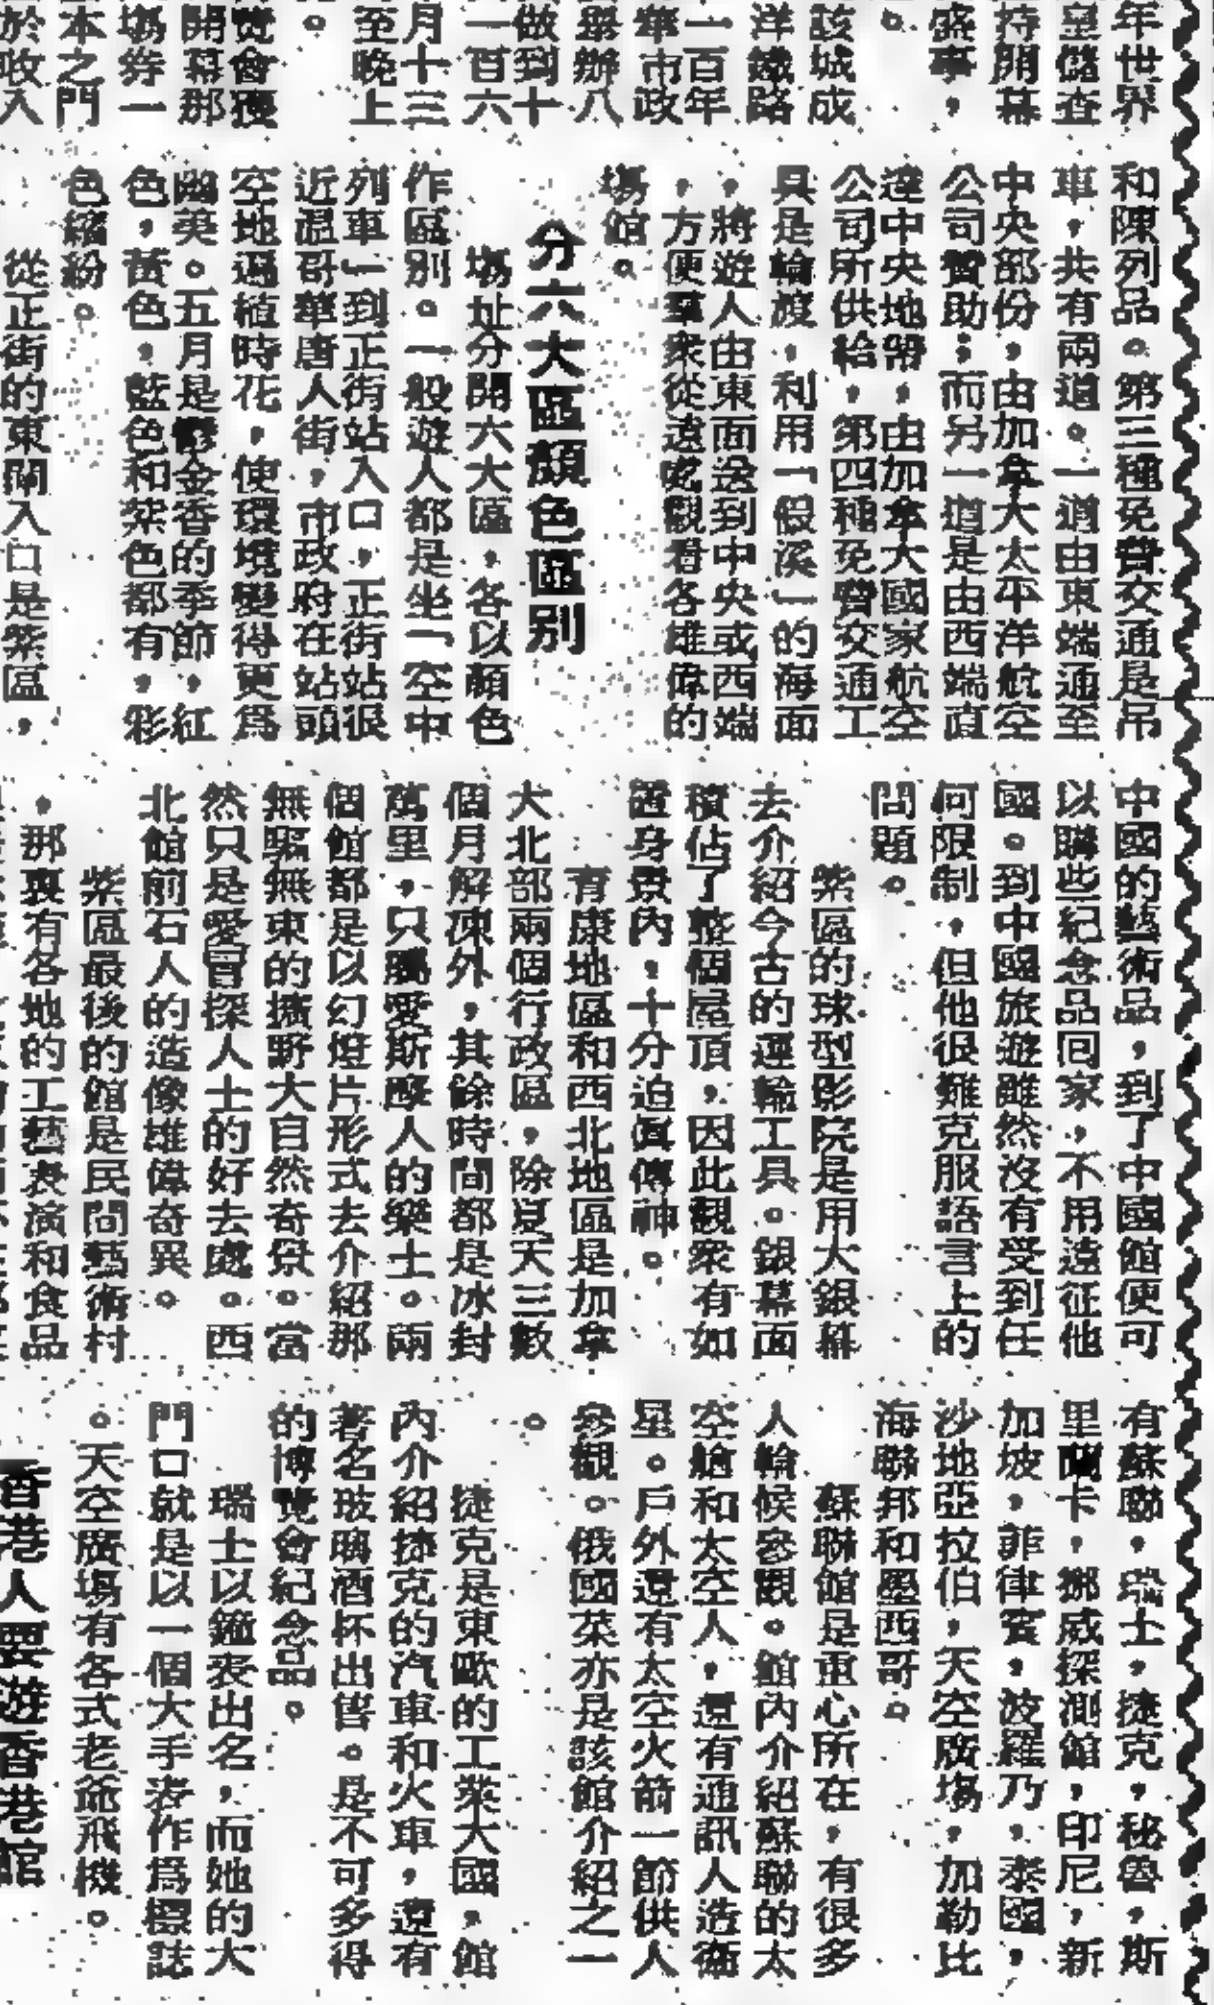 年世界
皇儲查
持開幕
盛事，
。
該城成
洋鐵路
一百年
華市政
舉辦八
做到十
一百六
月十三
至晚上
。
覽會獲
開幕那
場券一
本之門
於收入
和陳列品。第三種免費交通是吊
車，共有兩道。一道由東端通至
中央部份，由加拿大太平洋航空
公司贊助；而另一道是由西端直
達中央地帶，由加拿大國家航空
公司所供給，第四種免費交通工
具是輪渡，利用「假溪」的海面
，將遊人由東面送到中央或西端
，方便羣衆從遠處觀看各雄偉的
場館。
分六大區顏色區別
塲址分開六大區，各以顏色
作區別。一般遊人都是坐「空中
列車」到正街站入口，正街站很
近溫哥華唐人街，市政府在站頭
空地遍植時花，使環境變得更爲
幽美。五月是鬱金香的季節，紅
色，黃色，藍色和紫色都有，彩
色繽紛。
從正街的東閘入口是紫區，
中國的藝術品，到了中國館便可
以購些紀念品回家，不用遠征他
國。到中國旅遊雖然沒有受到任
何限制，但他很難克服語言上的
問題。
紫區的球型影院是用大銀幕
去介紹今古的運輸工具。銀幕面
積佔了整個屋頂，因此觀衆有如
置身景內，十分迫眞傳神。
育康地區和西北地區是加拿
大北部兩個行政區，除夏天三數
個月解凍外，其餘時間都是冰封
萬里，只屬愛斯酸人的樂土。兩
個館都是以幻燈片形式去介紹那
無驅無束的擴野大自然奇景。當
然只是愛冒探人士的好去處。西
北館前石人的造像雄偉奇異。
紫區最後的館是民間藝術村
，那裏有各地的工藝表演和食品
有蘇聯，瑞士，捷克，秘魯，斯
里蘭卡，挪威探測館，印尼，新
加坡，菲律賓，波羅乃，泰國，
沙地亞拉伯，天空廣塲，加勒比
海聯邦和墨西哥。
蘇聯館是重心所在，有很多
人輪候參觀。館內介紹蘇聯的太
空艙和太空人，還有通訊人造衞
星。戶外還有太空火箭一節供人
參觀。俄國菜亦是該館介紹之一
。
捷克是東歐的工業大國，館
內介紹捷克的汽車和火車，還有
著名玻璃酒杯出售。是不可多得
的博覽會紀念品。
瑞士以鐘表出名，而她的大
門口就是以一個大手表作爲標誌
。天空廣塲有各式老爺飛機。
香港人要遊香港館